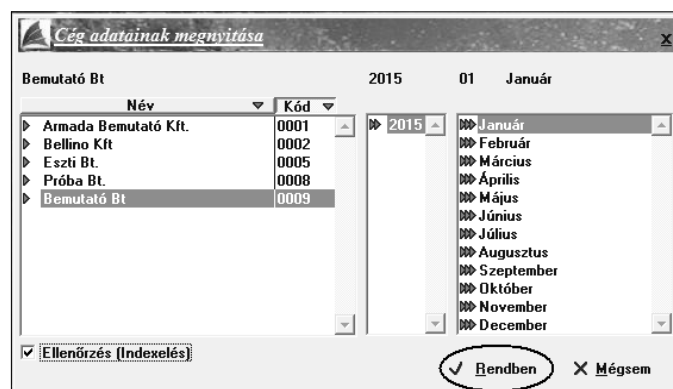 Cég adatainak megnyitása
x
Bemutató Bt 2015 01 Január
Név Kód
Armada Bemutató Kft. 0001
Bellino Kft 0002
Eszti Bt. 0005
Próba Bt. 0008
Bemutató Bt 0009
2015
Január
Február
Március
Április
Május
Június
Július
Augusztus
Szeptember
Október
November
December
Ellenőrzés (Indexelés)
Rendben Mégsem